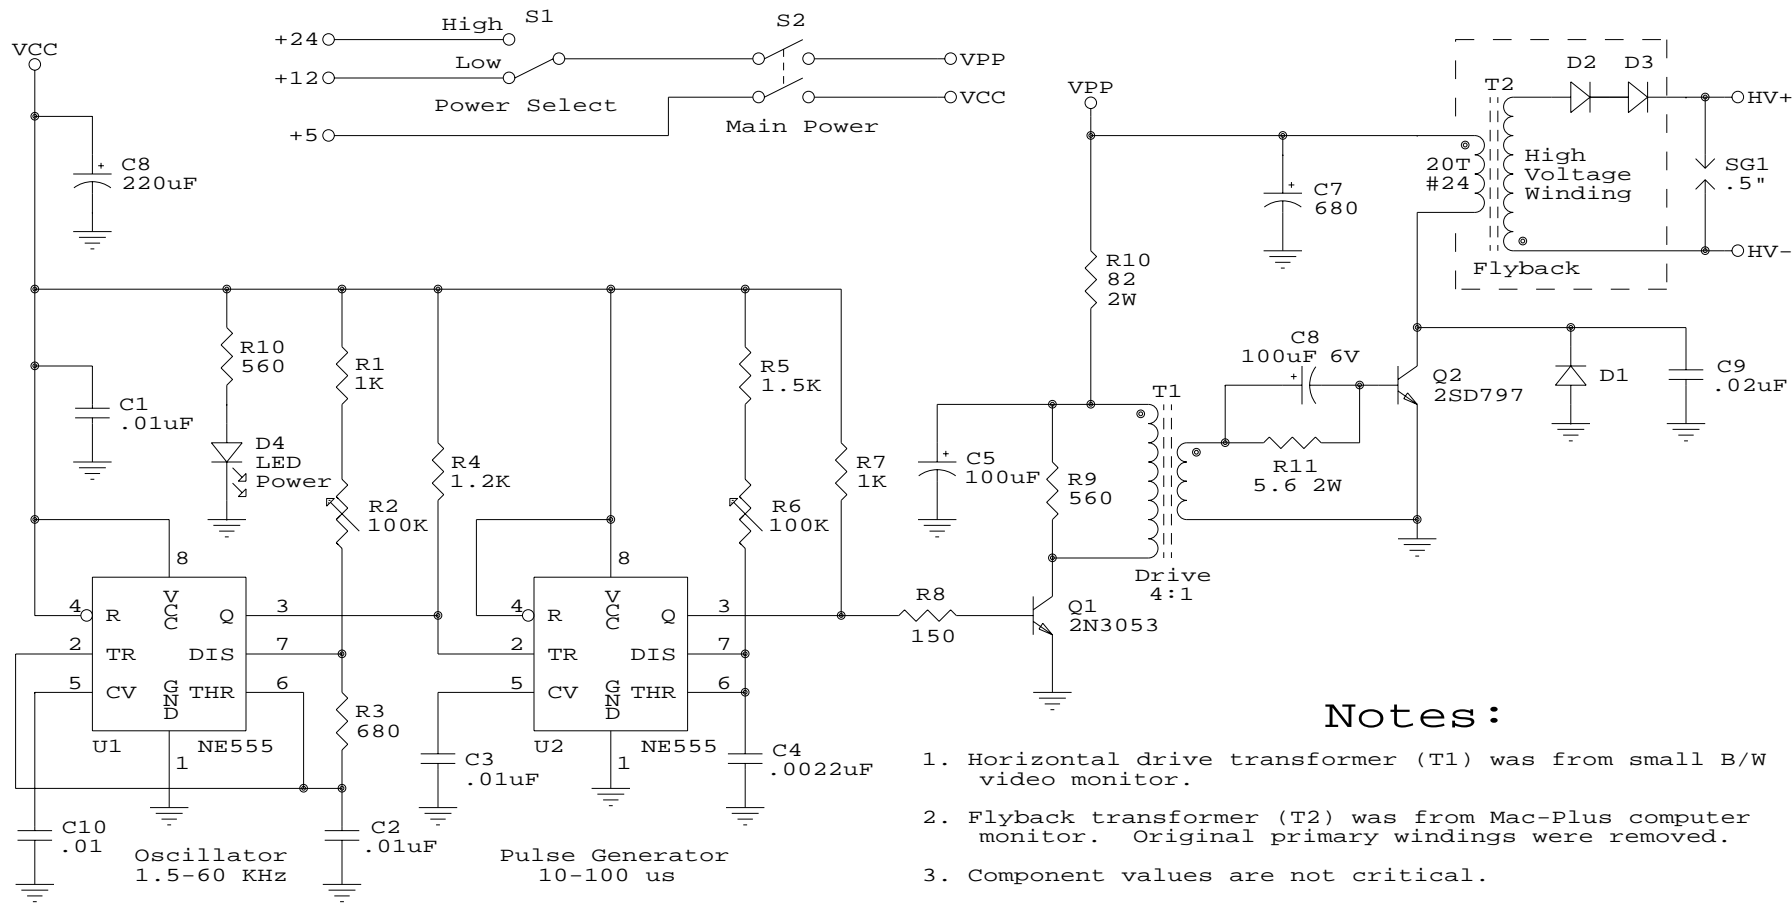 High
S1
+24
Low
+12
Power Select
+5
S2
VPP
VCC
Main Power
VCC
C8
220uF
VPP
C7
680
T2
D2
D3
HV+
20T
#24
High
Voltage
Winding
SG1
.5"
HV-
Flyback
R10
82
2W
R10
560
R1
1K
C1
.01uF
D4
LED
Power
R2
100K
R4
1.2K
R5
1.5K
R6
100K
R7
1K
C5
100uF
R9
560
T1
Drive
4:1
C8
100uF 6V
R11
5.6 2W
Q2
2SD797
D1
C9
.02uF
8
4
R
VCC
Q
3
2
TR
DIS
7
5
CV
GND
THR
6
U1
NE555
1
R3
680
C10
.01
C2
.01uF
Oscillator
1.5-60 KHz
8
4
R
VCC
Q
3
2
TR
DIS
7
5
CV
GND
THR
6
U2
NE555
1
C3
.01uF
C4
.0022uF
Pulse Generator
10-100 us
R8
150
Q1
2N3053
Notes:
1. Horizontal drive transformer (T1) was from small B/W
video monitor.
2. Flyback transformer (T2) was from Mac-Plus computer
monitor. Original primary windings were removed.
3. Component values are not critical.